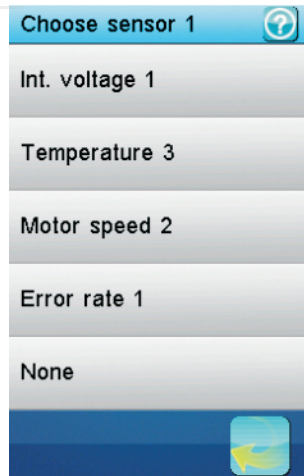 Choose sensor 1 ?
Int. voltage 1
Temperature 3
Motor speed 2
Error rate 1
None